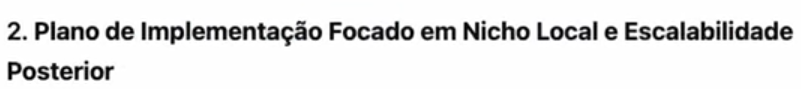 2. Plano de Implementação Focado em Nicho Local e Escalabilidade
Posterior